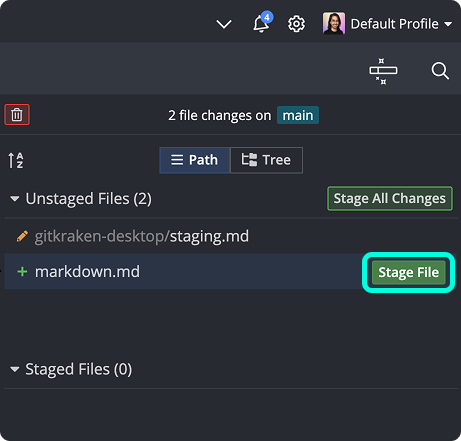 4
Default Profile
2 file changes on main
A
Z
Path
Tree
Unstaged Files (2)
Stage All Changes
gitkraken-desktop/staging.md
markdown.md
Stage File
Staged Files (0)